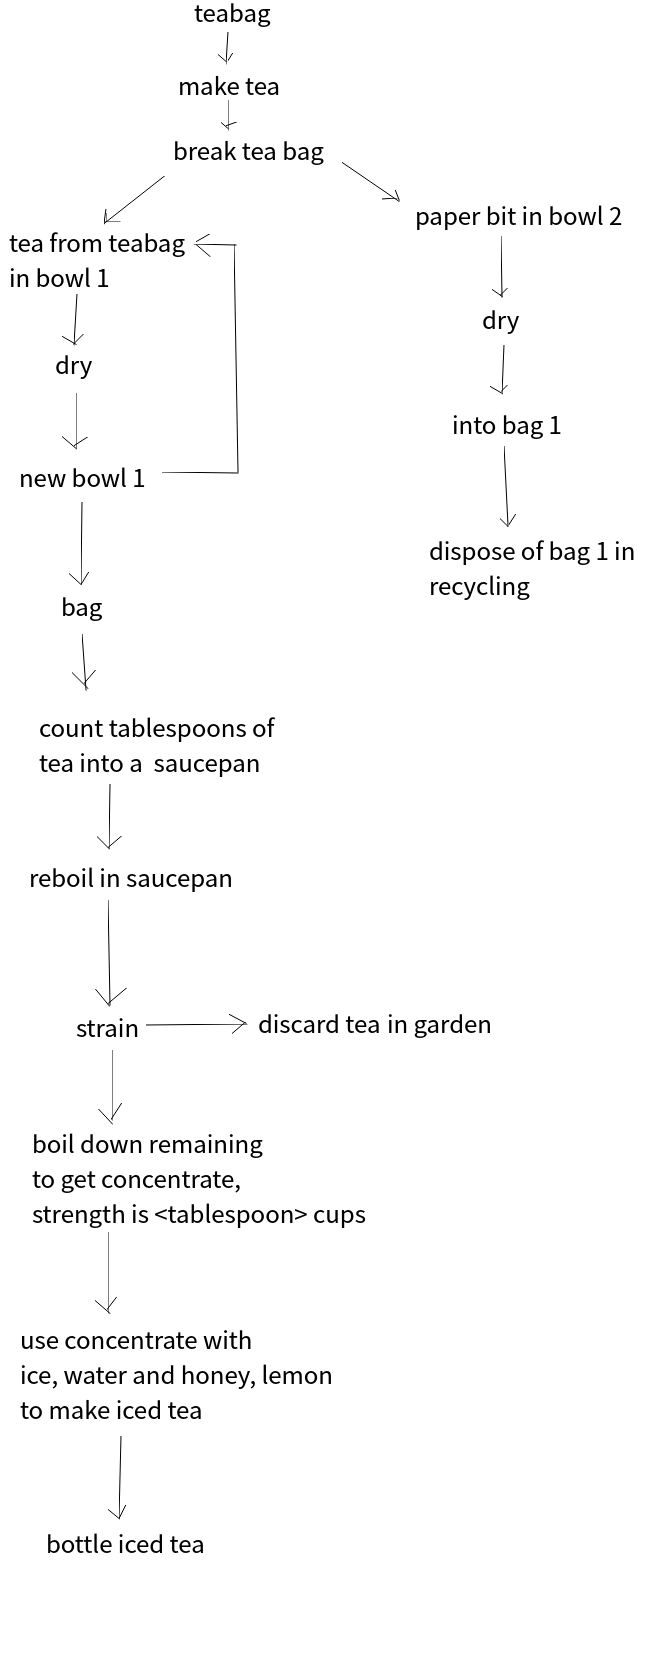 teabag
make tea
break tea bag
paper bit in bowl 2
tea from teabag
in bowl 1
dry
dry
into bag 1
new bowl 1
dispose of bag 1 in
recycling
bag
count tablespoons of
tea into a  saucepan
reboil in saucepan
strain
discard tea in garden
boil down remaining
to get concentrate,
strength is <tablespoon> cups
use concentrate with
ice, water and honey, lemon
to make iced tea
bottle iced tea